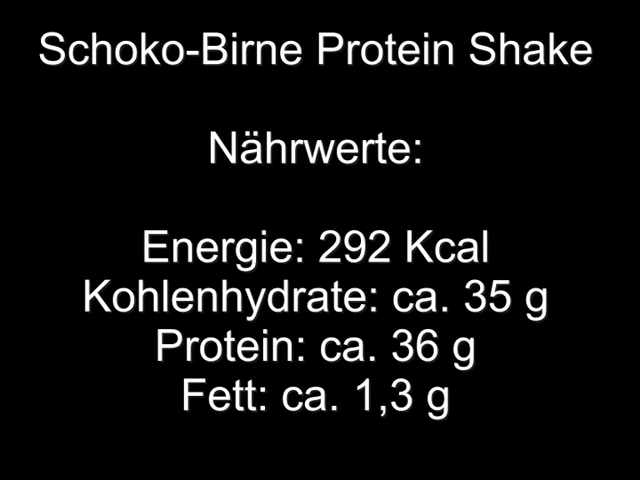 Schoko-Birne Protein Shake
Nährwerte:
Energie: 292 Kcal
Kohlenhydrate: ca. 35 g
Protein: ca. 36 g
Fett: ca. 1,3 g